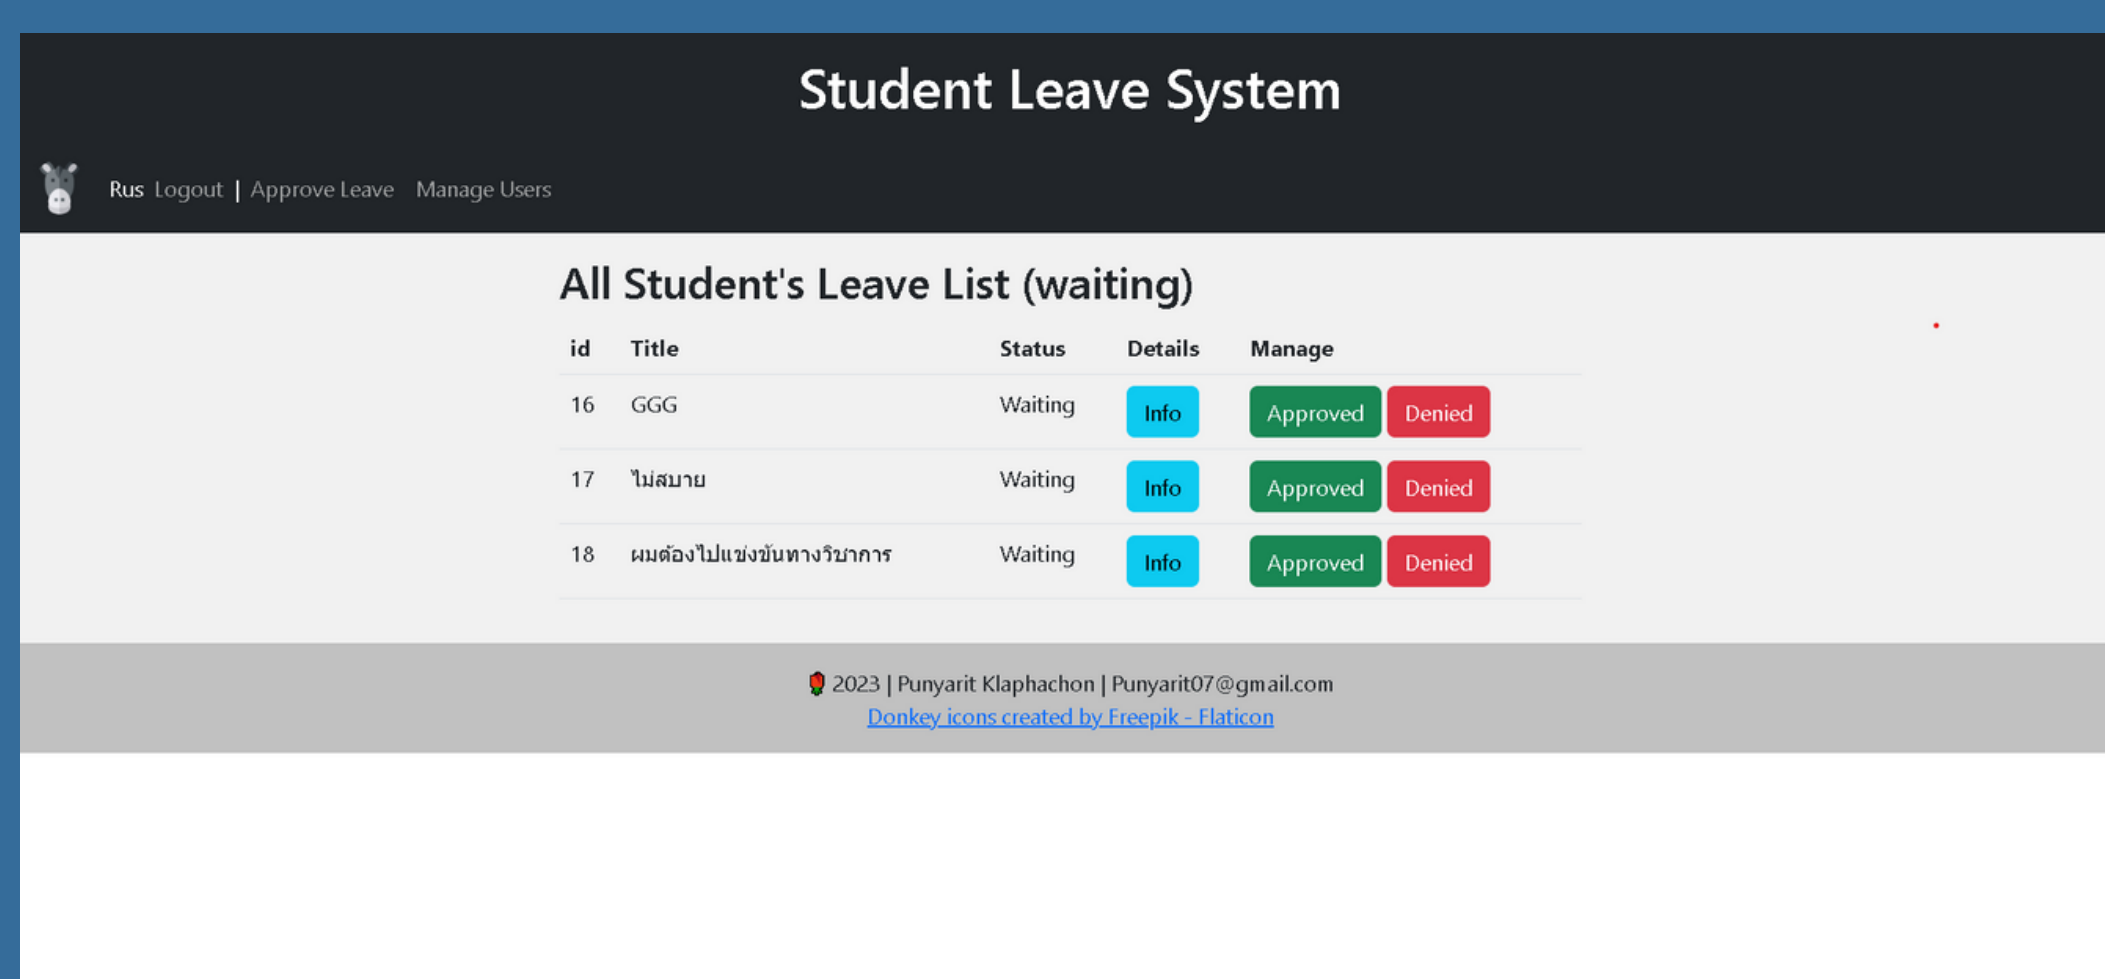 Student Leave System
Rus Logout | Approve Leave Manage Users
All Student's Leave List (waiting)
id Title Status Details Manage
16 GGG Waiting Info Approved Denied
17 ไม่สบาย Waiting Info Approved Denied
18 ผมต้องไปแข่งขันทางวิชาการ Waiting Info Approved Denied
2023 | Punyarit Klaphachon | Punyarit07@gmail.com
Donkey icons created by Freepik - Flaticon